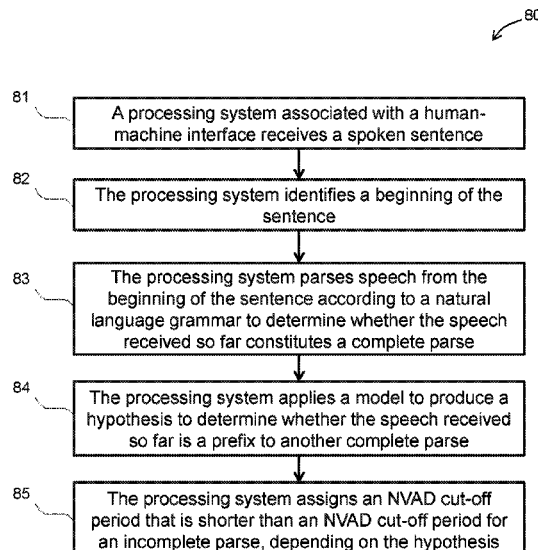 80
81
A processing system associated with a human-
machine interface receives a spoken sentence
82
The processing system identifies a beginning of the
sentence
83
The processing system parses speech from the
beginning of the sentence according to a natural
language grammar to determine whether the speech
received so far constitutes a complete parse
84
The processing system applies a model to produce a
hypothesis to determine whether the speech received
so far is a prefix to another complete parse
85
The processing system assigns an NVAD cut-off
period that is shorter than an NVAD cut-off period for
an incomplete parse, depending on the hypothesis